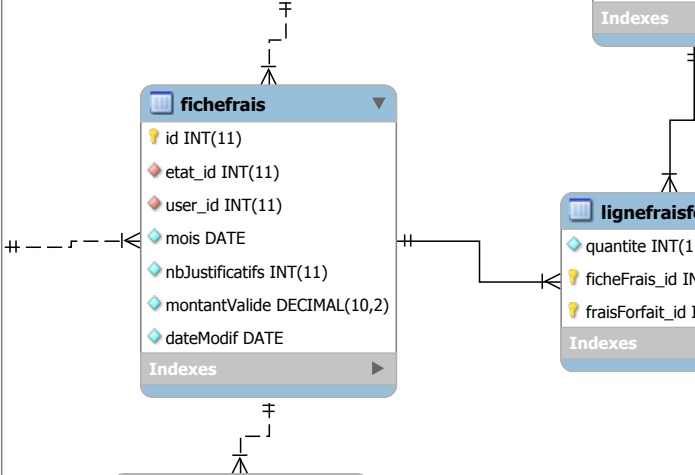 Indexes
fichefrais
id INT(11)
etat_id INT(11)
user_id INT(11)
mois DATE
nbJustificatifs INT(11)
montantValide DECIMAL(10,2)
dateModif DATE
Indexes
quantite INT(1
ficheFrais_id
fraisForfait_id
Indexes